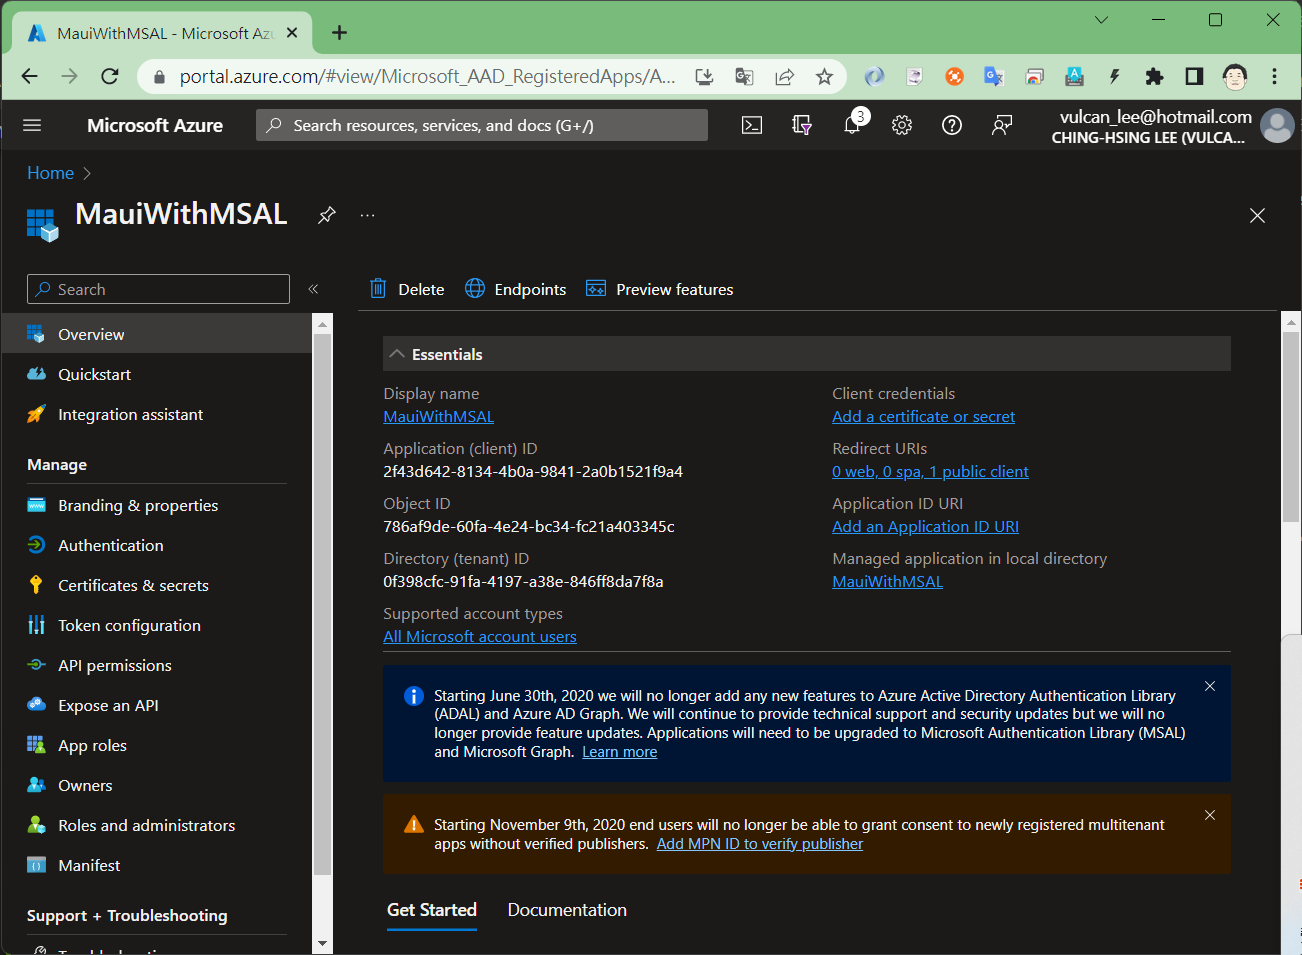 MauiWithMSAL - Microsoft Az
portal.azure.com/#view/Microsoft_AAD_RegisteredApps/A...
Microsoft Azure
Search resources, services, and docs (G+/)
3
vulcan_lee@hotmail.com
CHING-HSING LEE (VULCA...
Home
MauiWithMSAL
Search
Overview
Quickstart
Integration assistant
Manage
Branding & properties
Authentication
Certificates & secrets
Token configuration
API permissions
Expose an API
App roles
Owners
Roles and administrators
Manifest
Support + Troubleshooting
Delete
Endpoints
Preview features
Essentials
Display name
MauiWithMSAL
Application (client) ID
2f43d642-8134-4b0a-9841-2a0b1521f9a4
Object ID
786af9de-60fa-4e24-bc34-fc21a403345c
Directory (tenant) ID
0f398cfc-91fa-4197-a38e-846ff8da7f8a
Supported account types
All Microsoft account users
Client credentials
Add a certificate or secret
Redirect URIs
0 web, 0 spa, 1 public client
Application ID URI
Add an Application ID URI
Managed application in local directory
MauiWithMSAL
Starting June 30th, 2020 we will no longer add any new features to Azure Active Directory Authentication Library
(ADAL) and Azure AD Graph. We will continue to provide technical support and security updates but we will no
longer provide feature updates. Applications will need to be upgraded to Microsoft Authentication Library (MSAL)
and Microsoft Graph. Learn more
Starting November 9th, 2020 end users will no longer be able to grant consent to newly registered multitenant
apps without verified publishers. Add MPN ID to verify publisher
Get Started
Documentation